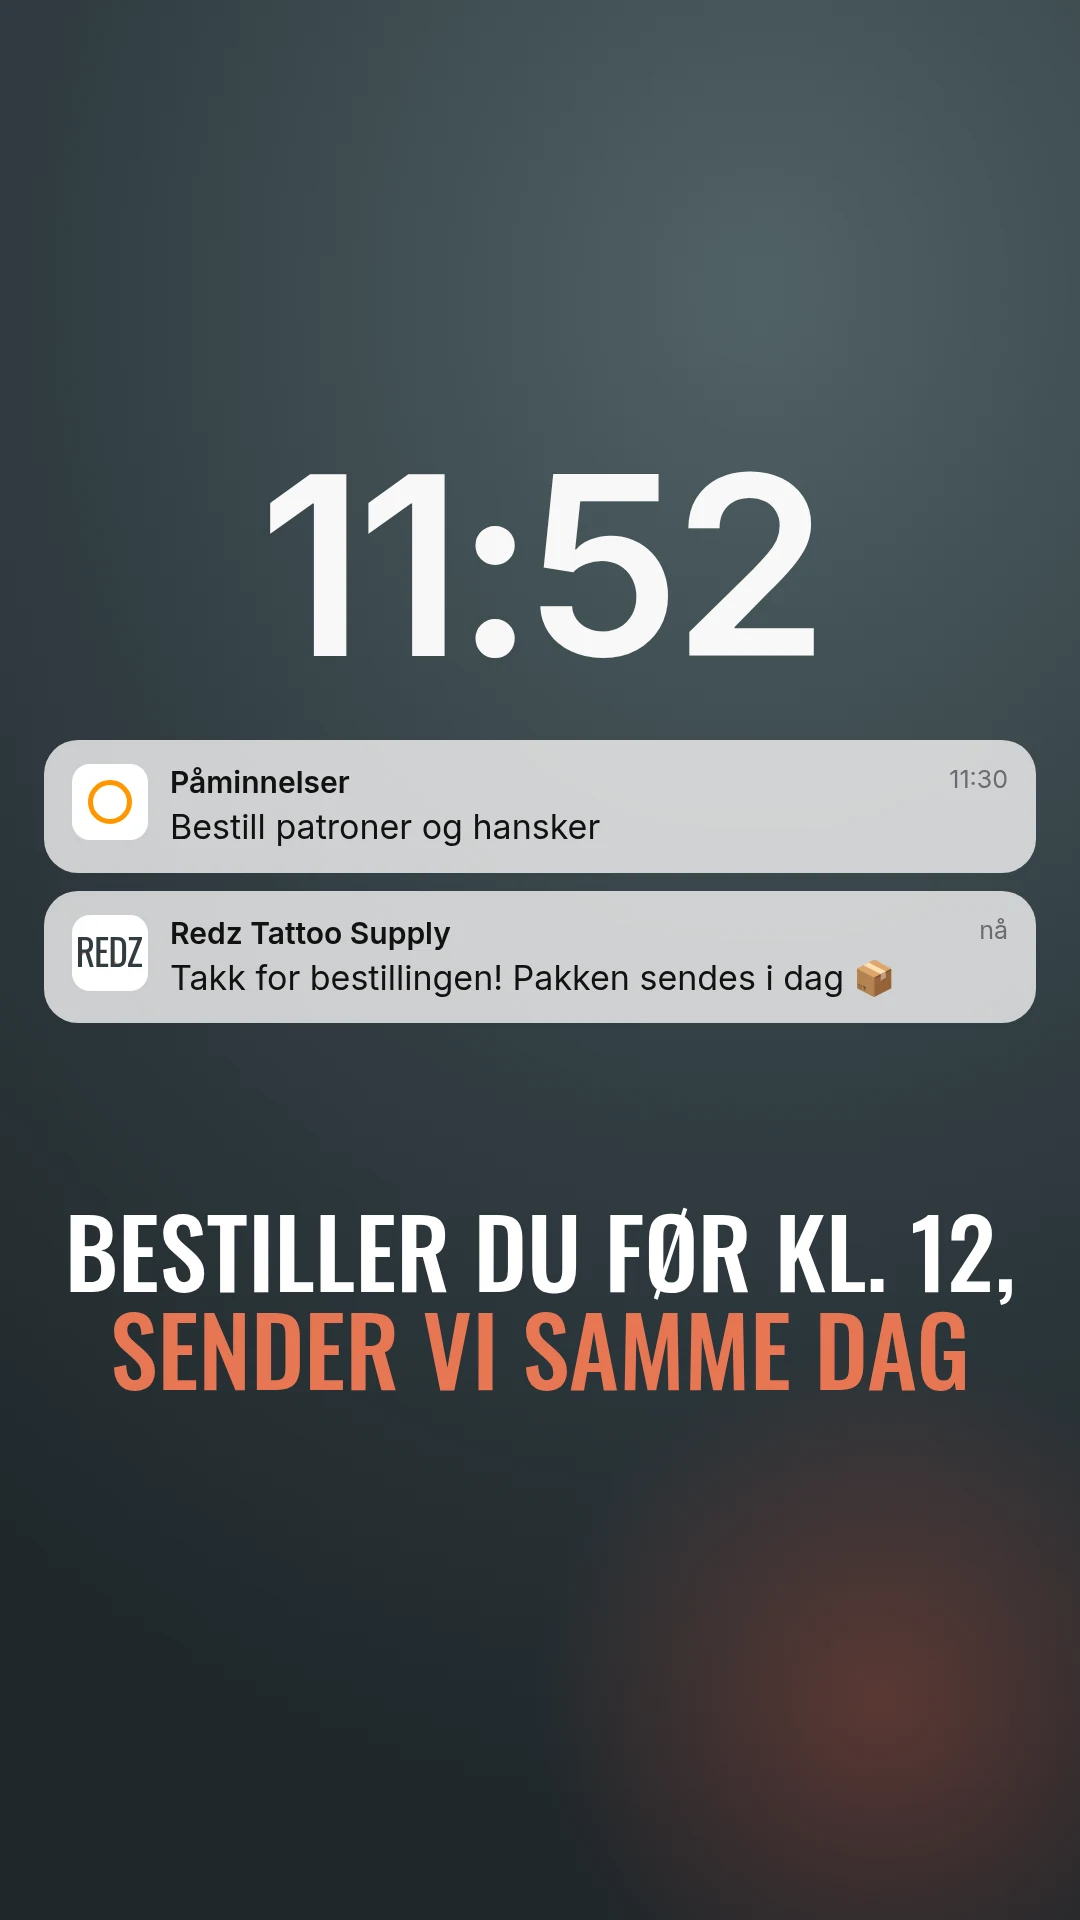 11:52
Påminnelser
11:30
Bestill patroner og hansker
REDZ
Redz Tattoo Supply
nå
Takk for bestillingen! Pakken sendes i dag 📦
BESTILLER DU FØR KL. 12,
SENDER VI SAMME DAG